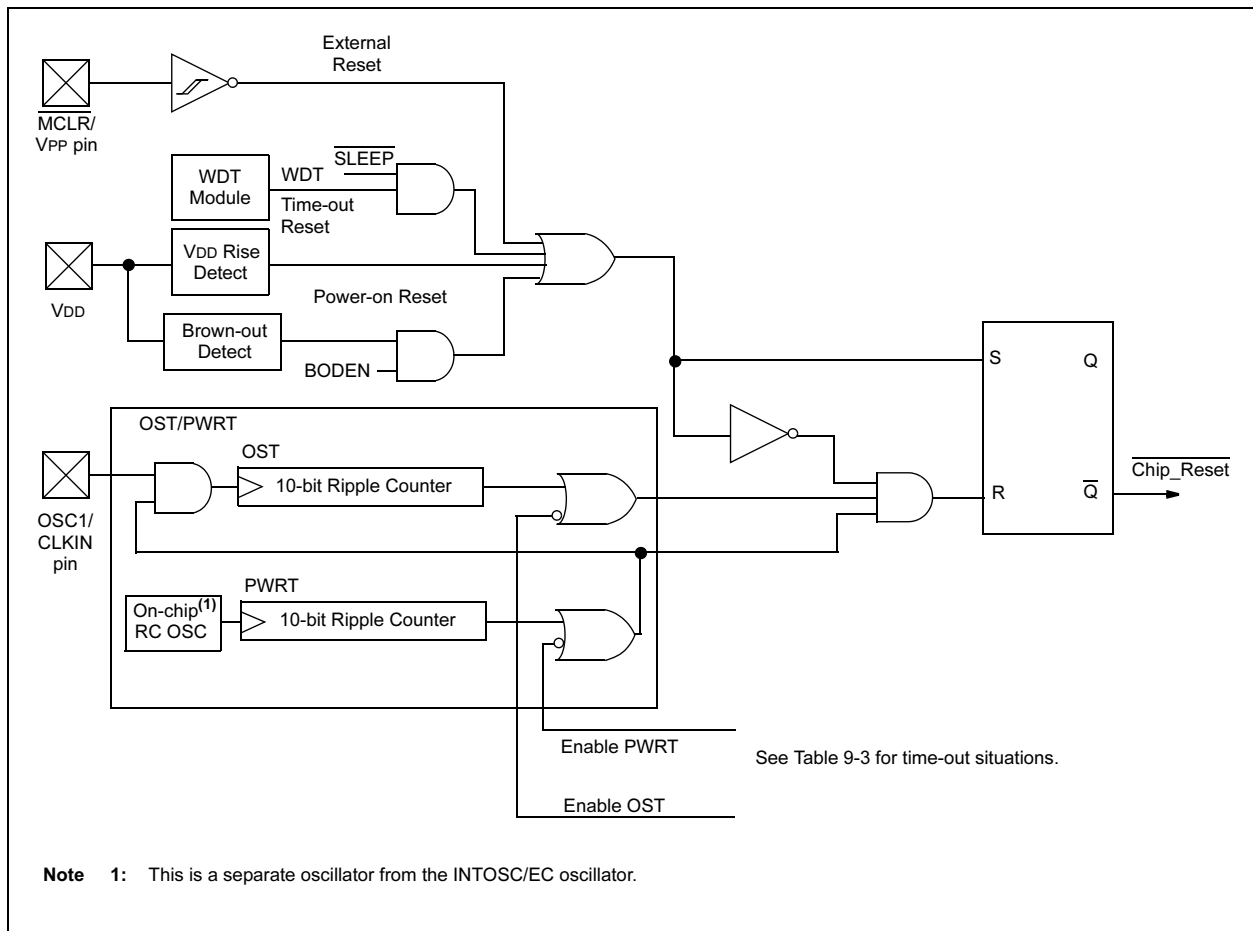 External
Reset
MCLR/
VPP pin
SLEEP
WDT
Module
WDT
Time-out
Reset
VDD Rise
Detect
VDD
Power-on Reset
Brown-out
Detect
BODEN
S
Q
OST/PWRT
OST
10-bit Ripple Counter
Chip_Reset
R
Q
OSC1/
CLKIN
pin
PWRT
On-chip(1)
RC OSC
10-bit Ripple Counter
Enable PWRT
See Table 9-3 for time-out situations.
Enable OST
Note 1: This is a separate oscillator from the INTOSC/EC oscillator.